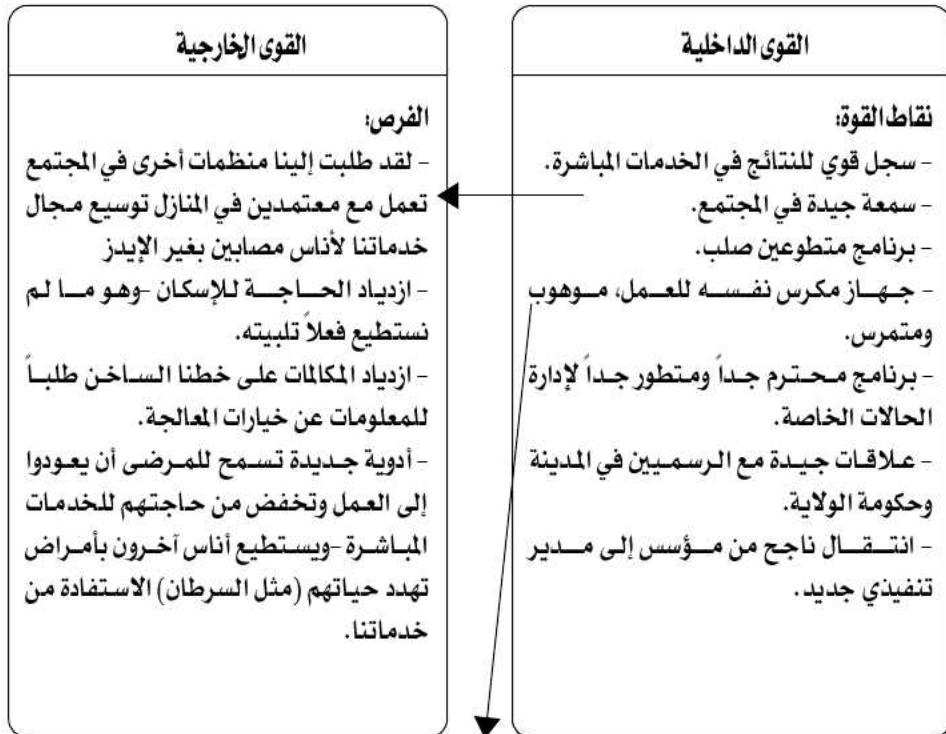 القوى الداخلية
نقاط القوة:
- سجل قوي للنتائج في الخدمات المباشرة.
- سمعة جيدة في المجتمع.
- برنامج متطوعين صلب.
- جهاز مكرس نفسه للعمل، موهوب
ومتمرس.
- برنامج محترم جداً ومتطور جداً لإدارة
الحالات الخاصة.
- علاقات جيدة مع الرسميين في المدينة
وحكومة الولاية.
- انتقال ناجح من مؤسس إلى مدير
تنفيذي جديد.
القوى الخارجية
الفرص:
- لقد طلبت إلينا منظمات أخرى في المجتمع
تعمل مع معتمدين في المنازل توسيع مجال
خدماتنا لأناس مصابين بغير الإيدز
- ازدياد الحاجة للإسكان -وهو ما لم
نستطيع فعلاً تلبيته.
- ازدياد المكالمات على خطنا الساخن طلباً
للمعلومات عن خيارات المعالجة.
- أدوية جديدة تسمح للمرضى أن يعودوا
إلى العمل وتخفض من حاجتهم للخدمات
المباشرة -ويستطيع أناس آخرون بأمراض
تهدد حياتهم (مثل السرطان) الاستفادة من
خدماتنا.